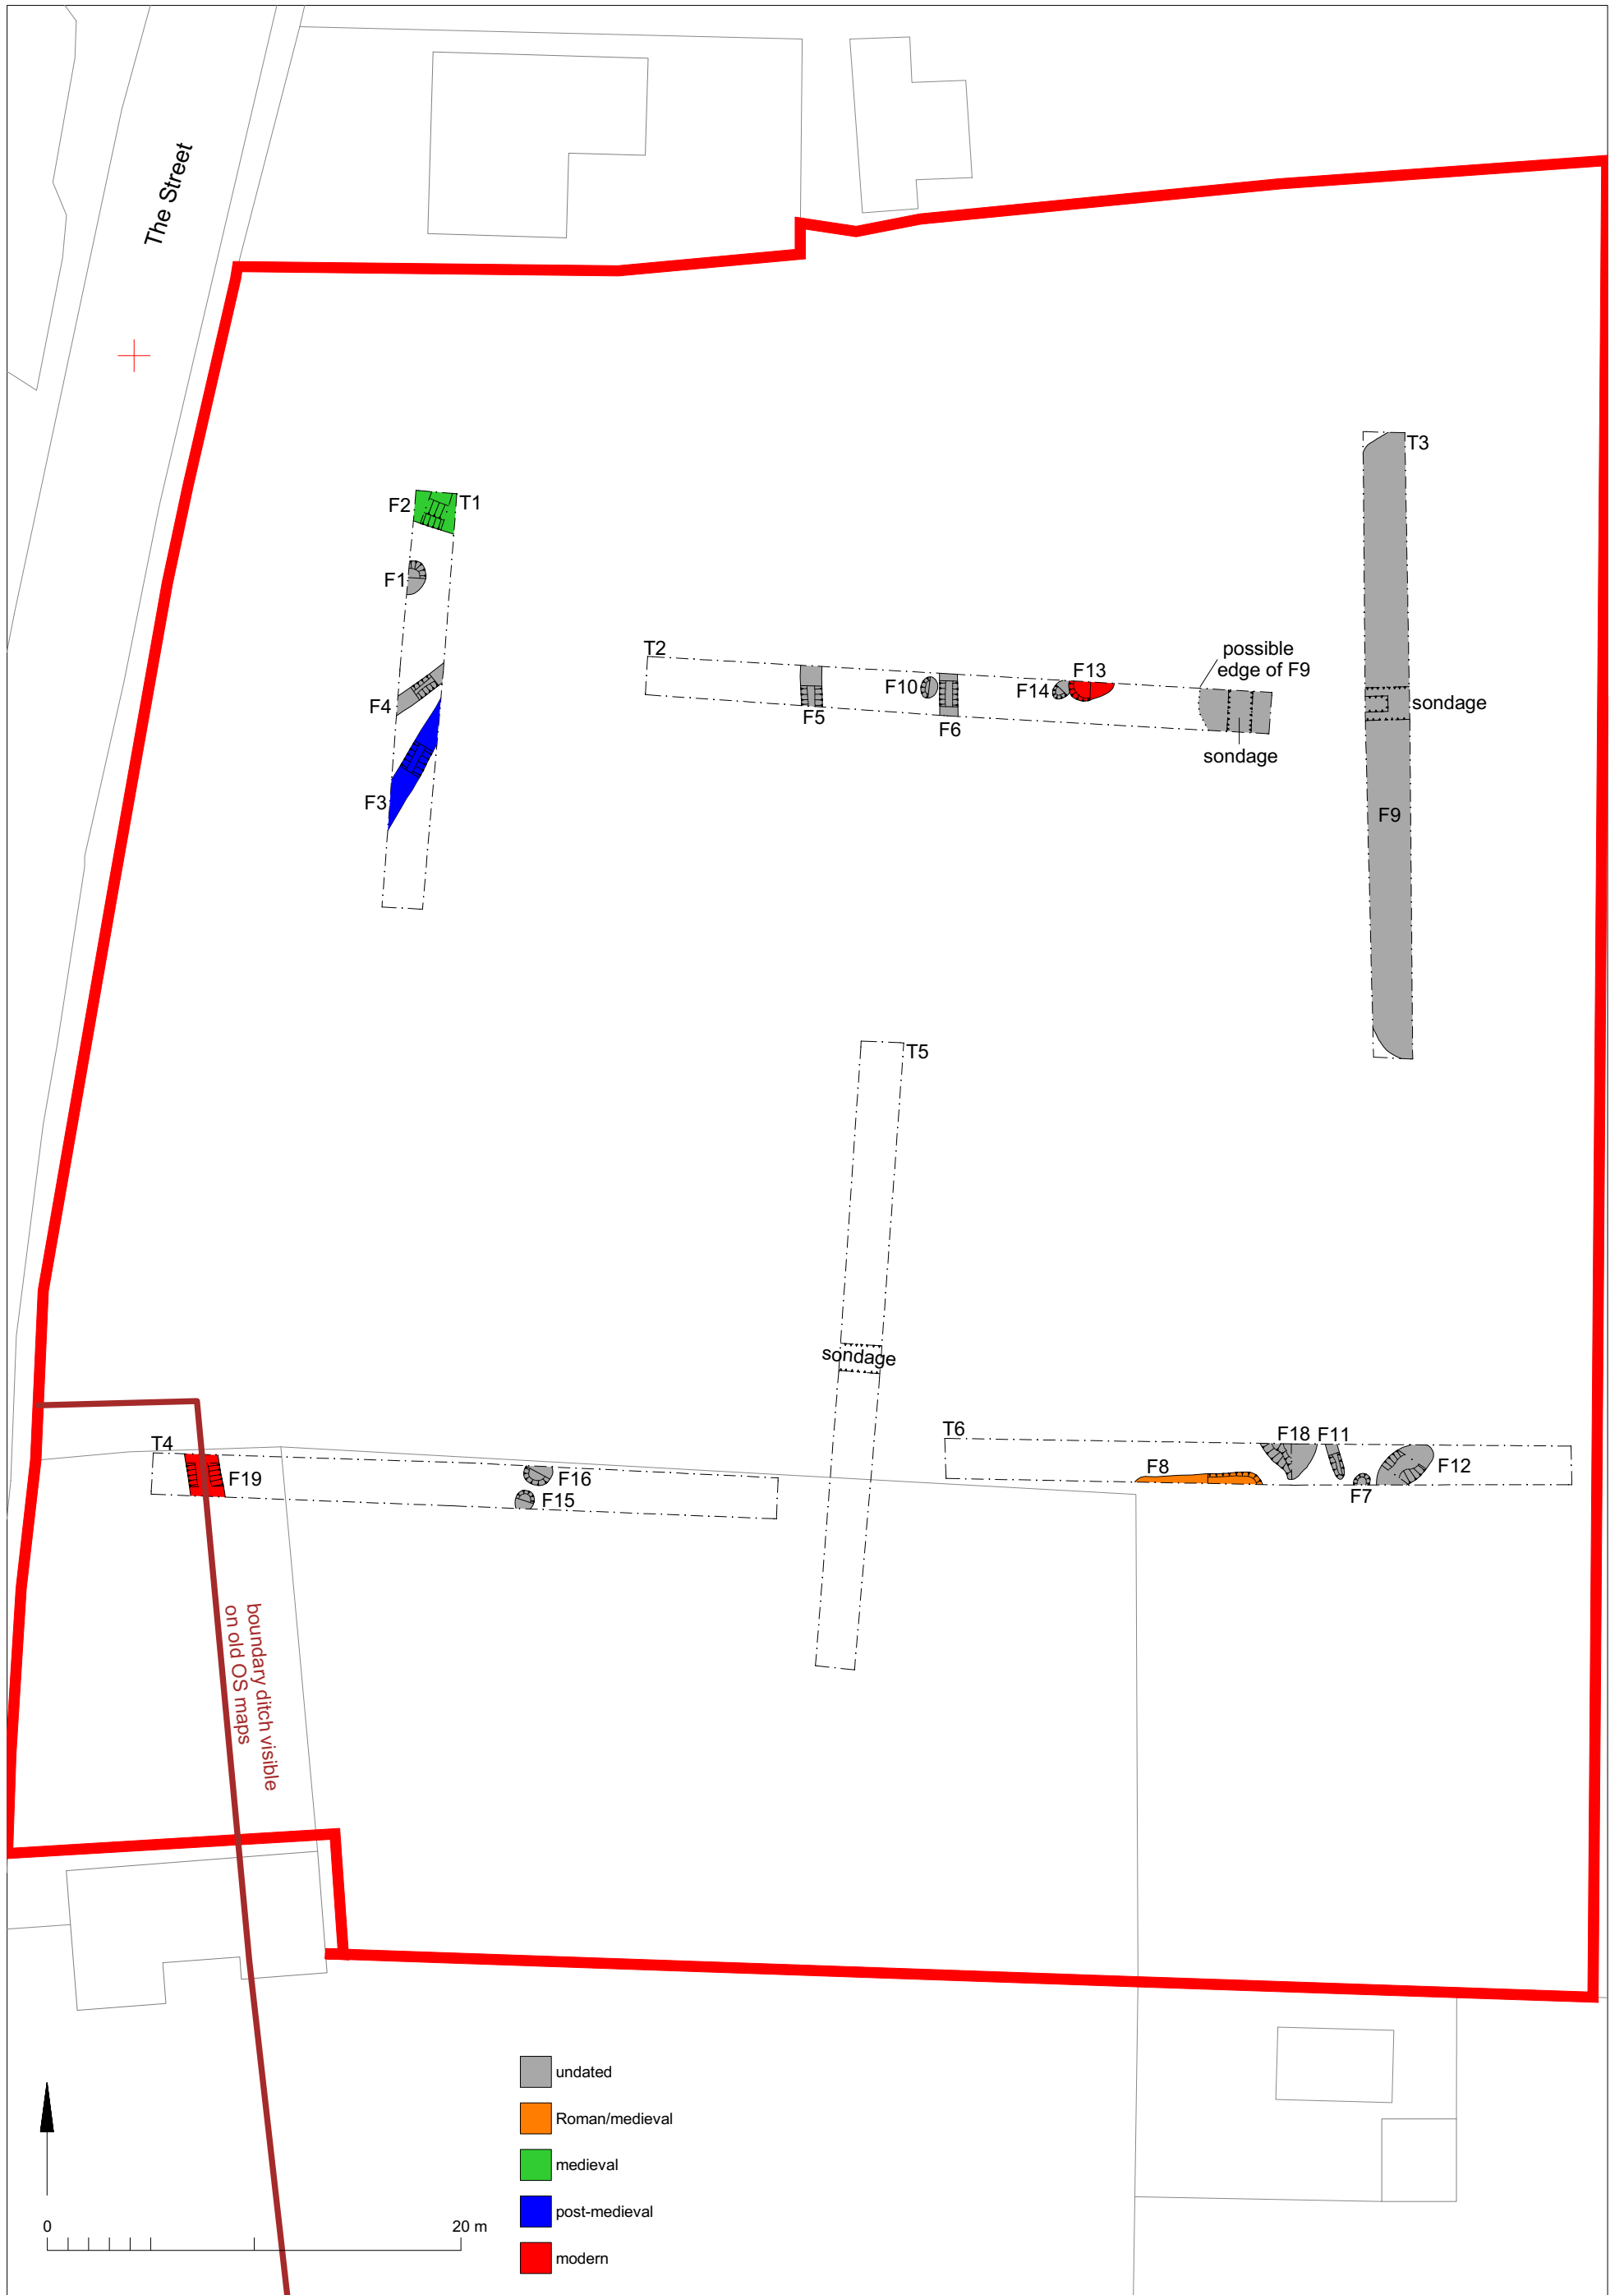 The Street
T3
F2
T1
F1
T2
possible
edge of F9
F13
F10
F14
F4
sondage
F5
F6
sondage
F3
F9
T5
sondage
T6
F18
F11
T4
F8
F12
F19
F16
F15
F7
boundary ditch visible
on old OS maps
undated
Roman/medieval
medieval
post-medieval
0
20 m
modern